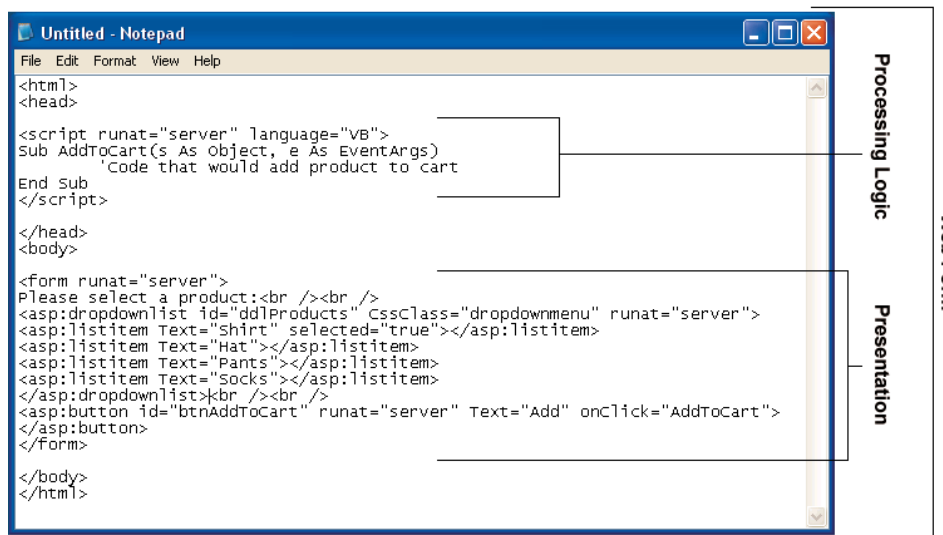 Untitled - Notepad
File Edit Format View Help
<html>
<head>
<script runat="server" language="VB">
Sub AddToCart(s As Object, e As EventArgs)
'Code that would add product to cart
End Sub
</script>
</head>
<body>
<form runat="server">
Please select a product:<br /><br />
<asp:dropdownlist id="ddlProducts" CssClass="dropdownmenu" runat="server">
<asp:listitem Text="Shirt" selected="true"></asp:listitem>
<asp:listitem Text="Hat"></asp:listitem>
<asp:listitem Text="Pants"></asp:listitem>
<asp:listitem Text="Socks"></asp:listitem>
</asp:dropdownlist><br /><br />
<asp:button id="btnAddToCart" runat="server" Text="Add" onClick="AddToCart">
</asp:button>
</form>
</body>
</html>
Processing Logic
Presentation